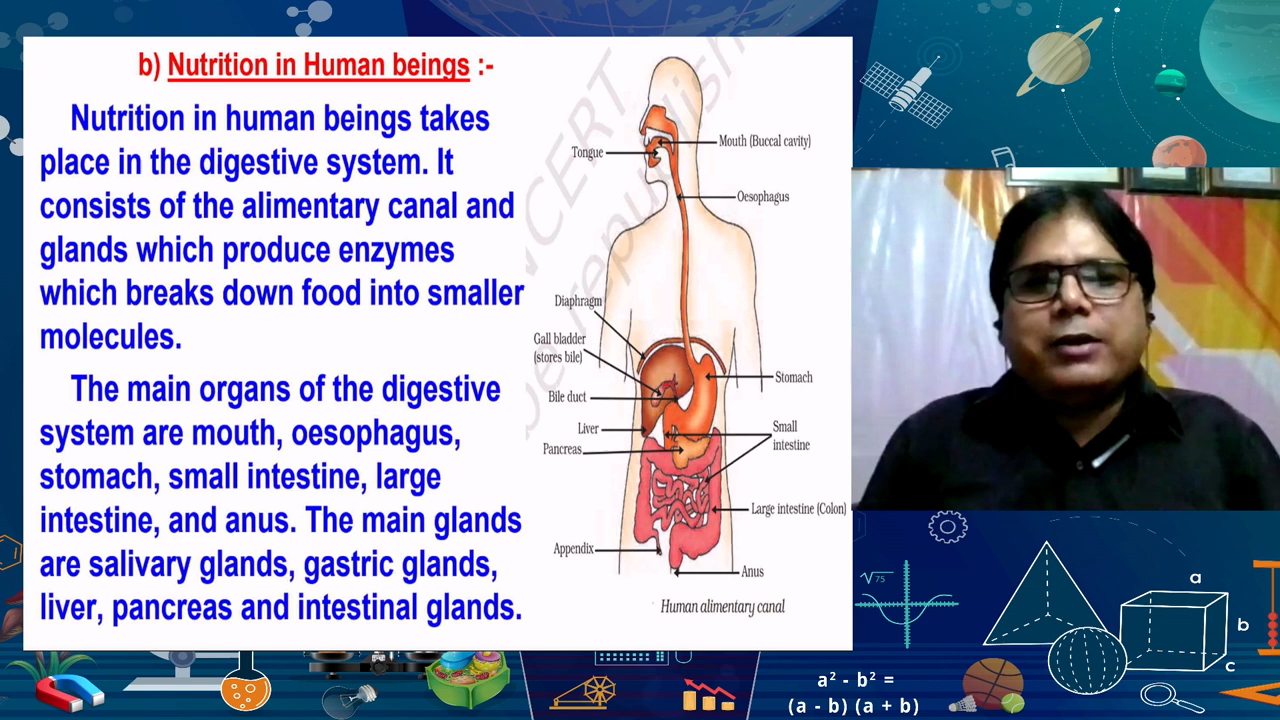 b) Nutrition in Human beings :-
Nutrition in human beings takes
place in the digestive system. It
consists of the alimentary canal and
glands which produce enzymes
which breaks down food into smaller
molecules.
The main organs of the digestive
system are mouth, oesophagus,
stomach, small intestine, large
intestine, and anus. The main glands
are salivary glands, gastric glands,
liver, pancreas and intestinal glands.
Mouth (Buccal cavity)
Tongue
Oesophagus
Diaphragm
Gall bladder
(stores bile)
Stomach
Bile duct
Liver
Small
intestine
Pancreas
Large intestine (Colon)
Appendix
Anus
Human alimentary canal
√75
a
b
c
a² - b² =
(a - b) (a + b)